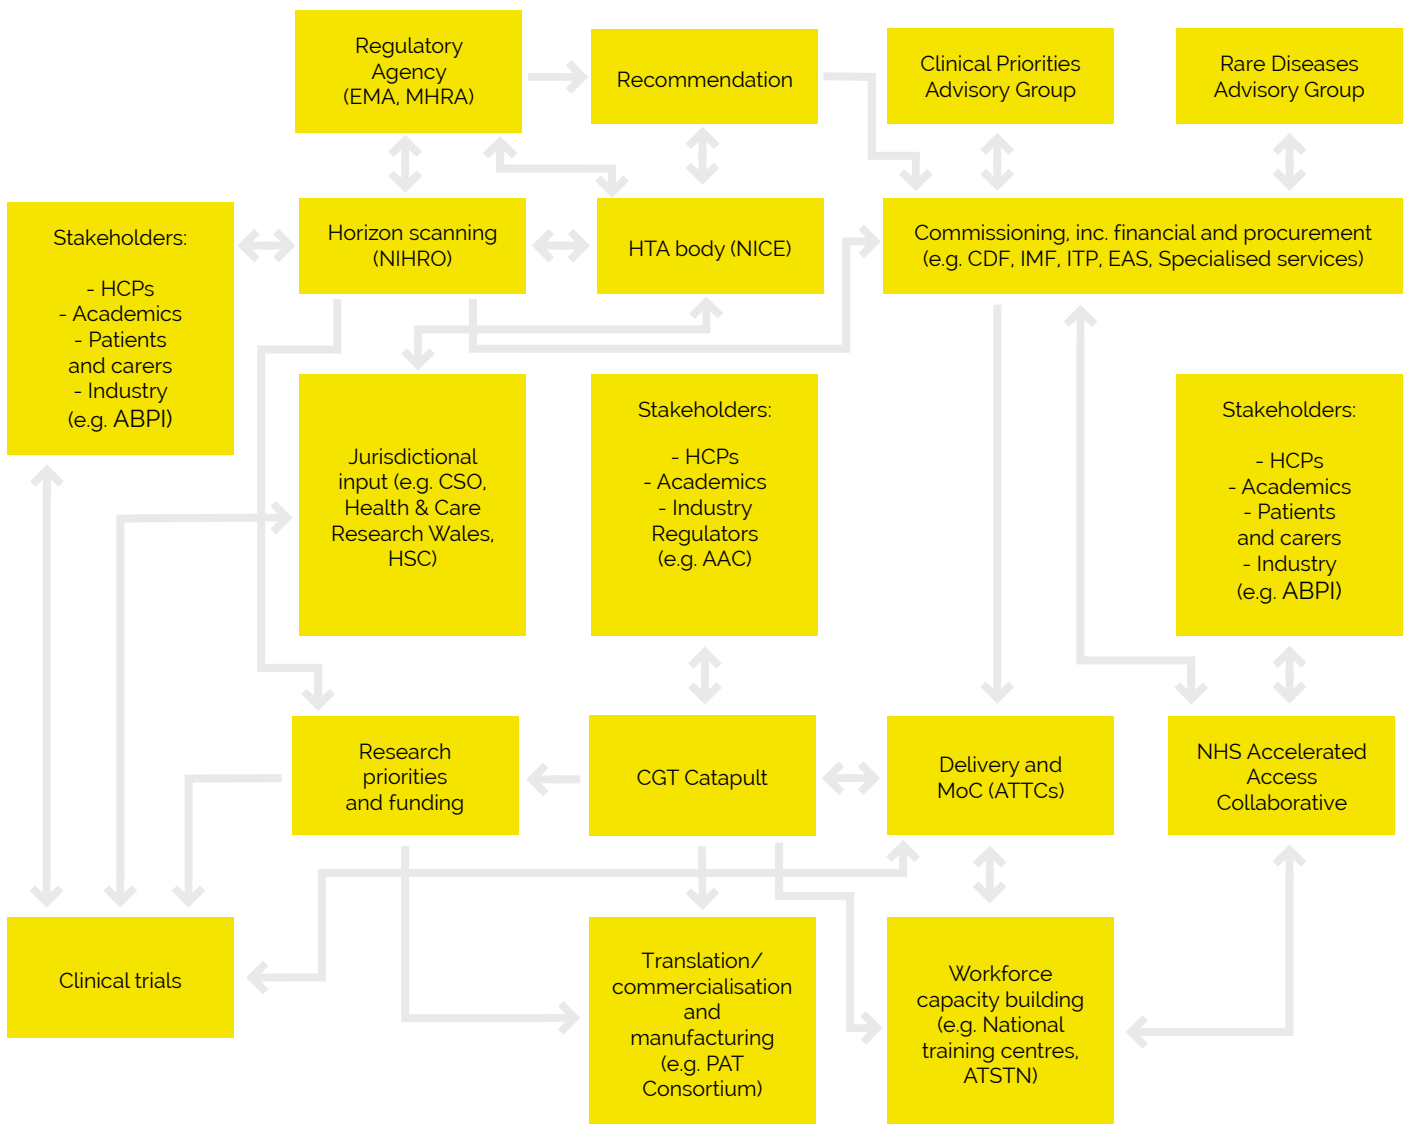 Regulatory
Agency
(EMA, MHRA)
Recommendation
Clinical Priorities
Advisory Group
Rare Diseases
Advisory Group
Stakeholders:
- HCPs
- Academics
- Patients
and carers
- Industry
(e.g. ABPI)
Horizon scanning
(NIHRO)
HTA body (NICE)
Commissioning, inc. financial and procurement
(e.g. CDF, IMF, ITP, EAS, Specialised services)
Jurisdictional
input (e.g. CSO,
Health & Care
Research Wales,
HSC)
Stakeholders:
- HCPs
- Academics
- Industry
Regulators
(e.g. AAC)
Stakeholders:
- HCPs
- Academics
- Patients
and carers
- Industry
(e.g. ABPI)
Research
priorities
and funding
CGT Catapult
Delivery and
MoC (ATTCs)
NHS Accelerated
Access
Collaborative
Clinical trials
Translation/
commercialisation
and
manufacturing
(e.g. PAT
Consortium)
Workforce
capacity building
(e.g. National
training centres,
ATSTN)